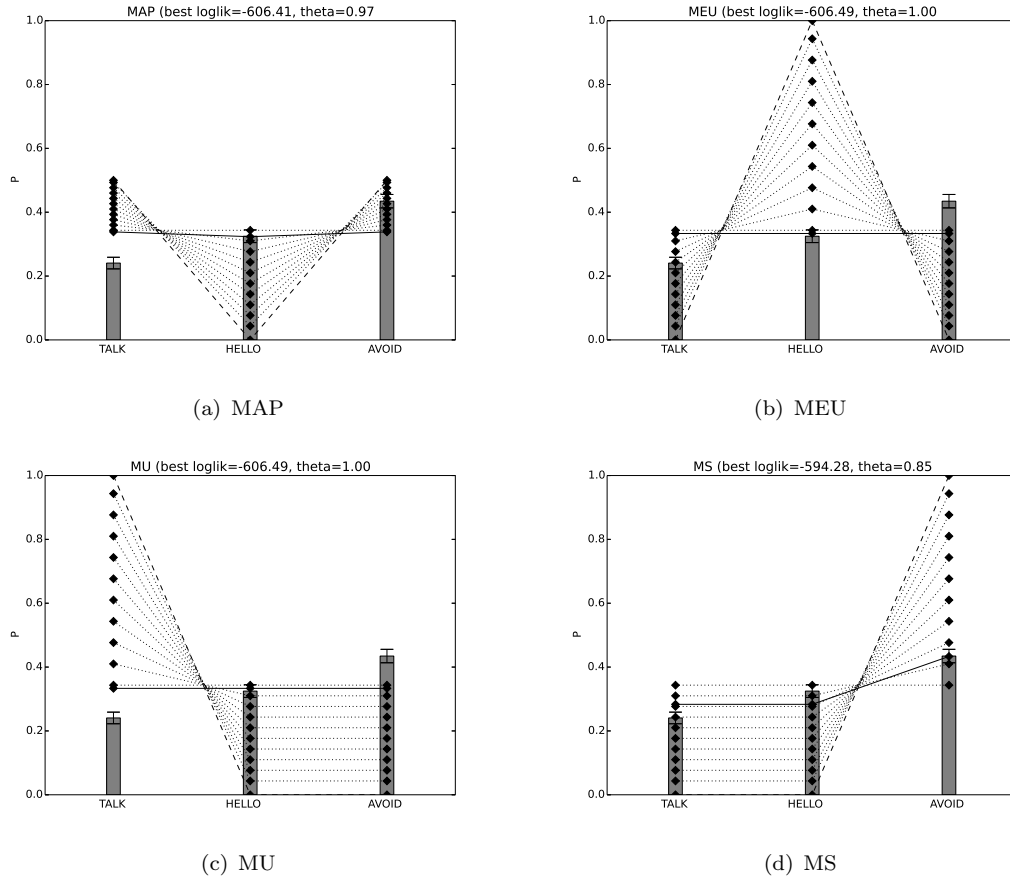 MAP (best loglik=-606.41, theta=0.97
1.0
0.8
0.6
P
0.4
0.2
0.0
TALK HELLO AVOID
(a) MAP
MEU (best loglik=-606.49, theta=1.00
1.0
0.8
0.6
P
0.4
0.2
0.0
TALK HELLO AVOID
(b) MEU
MU (best loglik=-606.49, theta=1.00
1.0
0.8
0.6
P
0.4
0.2
0.0
TALK HELLO AVOID
(c) MU
MS (best loglik=-594.28, theta=0.85
1.0
0.8
0.6
P
0.4
0.2
0.0
TALK HELLO AVOID
(d) MS